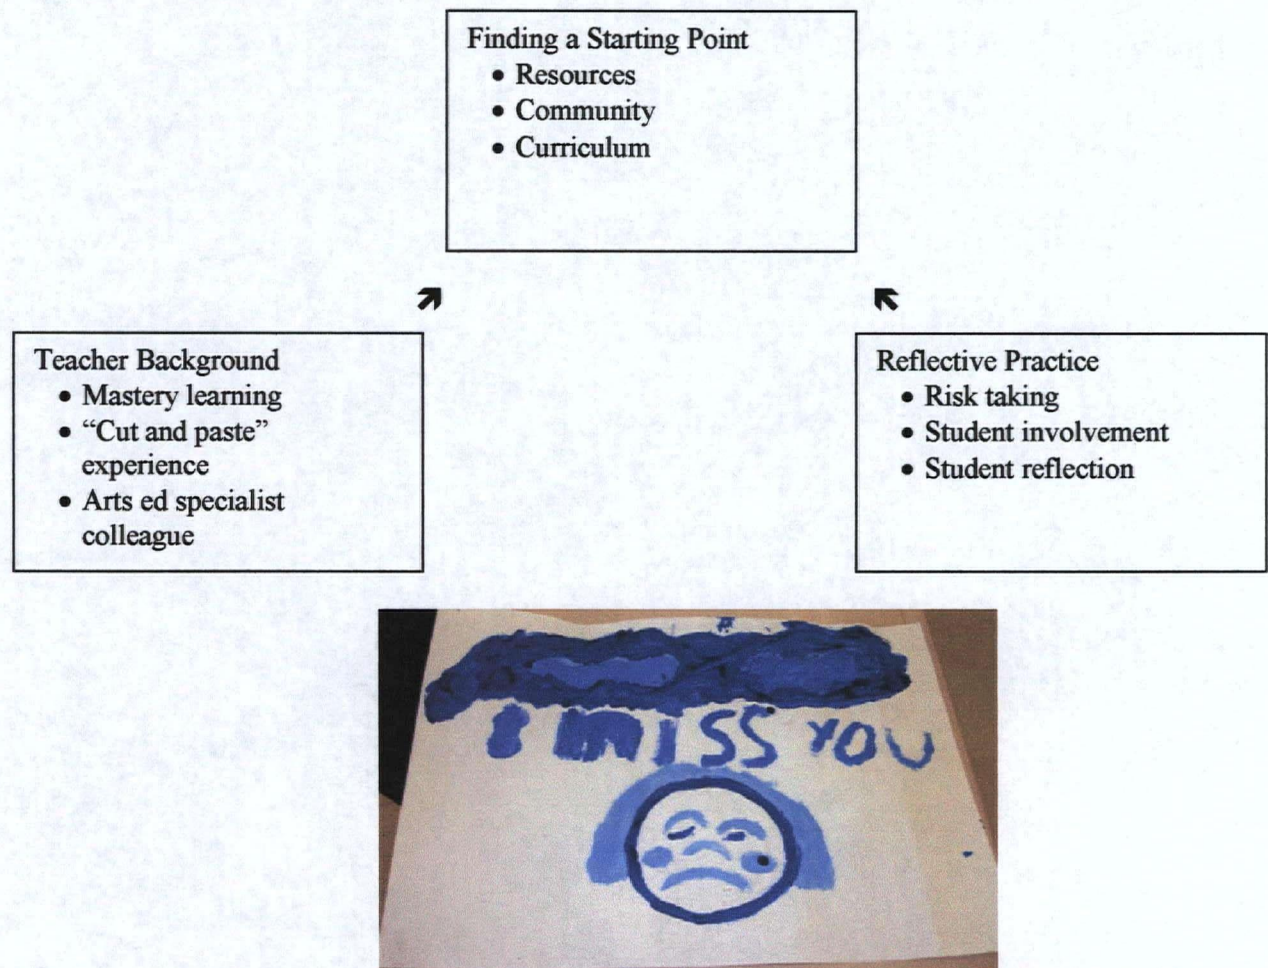 Finding a Starting Point
• Resources
• Community
• Curriculum
Teacher Background
• Mastery learning
• “Cut and paste”
experience
• Arts ed specialist
colleague
Reflective Practice
• Risk taking
• Student involvement
• Student reflection
I MISS YOU